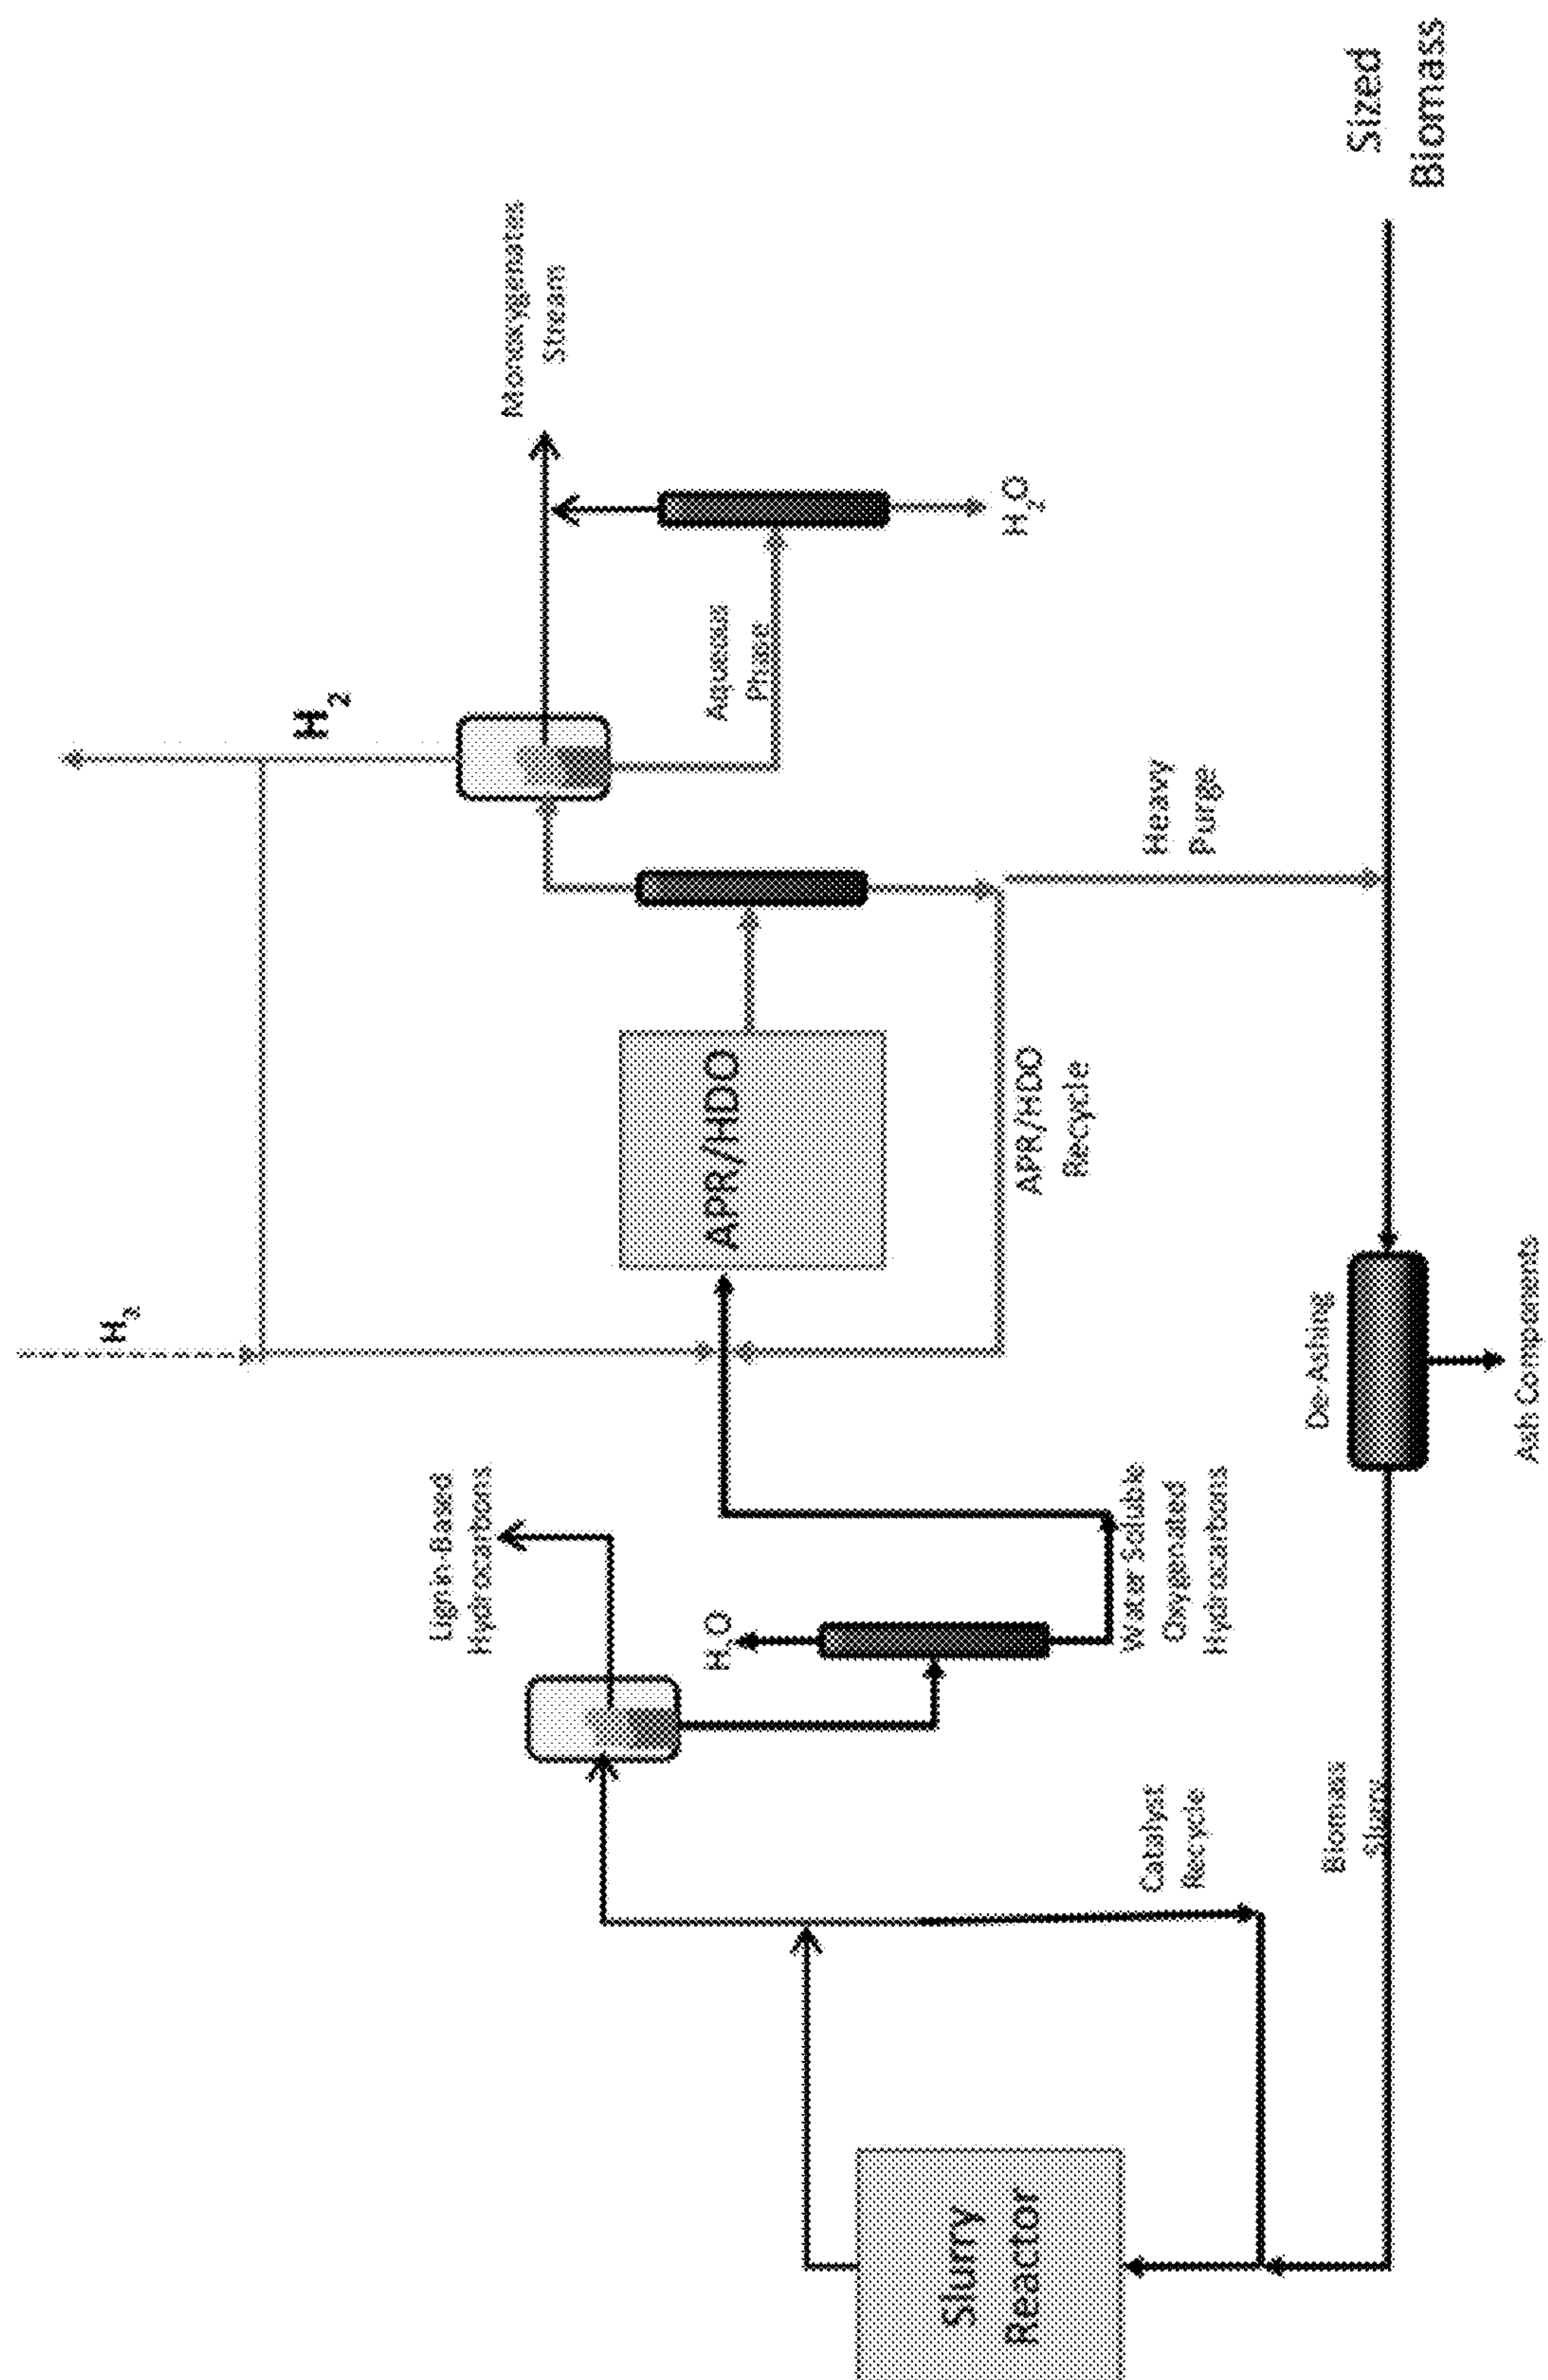 H₂
H₂
Lignin-Based
Hydrocarbons
Monoxygenates
Stream
H₂O
APR/HDO
Aqueous
Phase
Slurry
Reactor
H₂O
APR/HDO
Recycle
Water Soluble
Oxygenated
Hydrocarbons
Catalyst
Recycle
Heavy
Purge
De-Ashing
Biomass
Slurry
Sized
Biomass
Ash Components